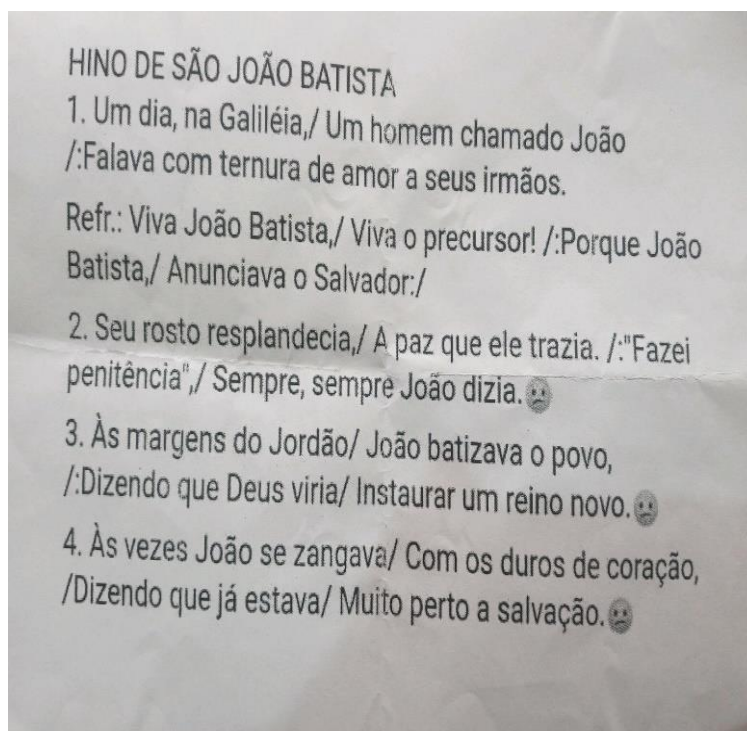 HINO DE SÃO JOÃO BATISTA
1. Um dia, na Galiléia,/ Um homem chamado João
/:Falava com ternura de amor a seus irmãos.
Refr.: Viva João Batista,/ Viva o precursor! /:Porque João
Batista,/ Anunciava o Salvador:/
2. Seu rosto resplandecia,/ A paz que ele trazia. /:"Fazei
penitência",/ Sempre, sempre João dizia.☹
3. Às margens do Jordão/ João batizava o povo,
/:Dizendo que Deus viria/ Instaurar um reino novo.☹
4. Às vezes João se zangava/ Com os duros de coração,
/Dizendo que já estava/ Muito perto a salvação.☹